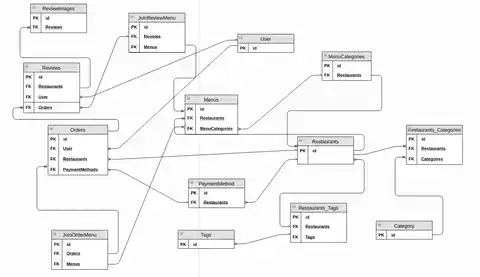 ReviewImages
PK id
FK Reviews
JoinReviewMenu
PK id
FK Reviews
FK Menus
User
PK id
MenuCategories
PK id
FK Restaurants
Reviews
PK id
FK Restaurants
FK User
FK Orders
Menus
PK id
FK Restaurants
FK MenuCategories
Orders
PK id
FK User
FK Restaurants
FK PaymentMethods
Restaurants
PK id
Restaurants_Categories
PK id
FK Restaurants
FK Categories
PaymentMethod
PK id
FK Restaurants
Restaurants_Tags
PK id
FK Restaurants
FK Tags
JoinOrderMenu
PK id
FK Orders
FK Menus
Tags
PK id
Category
PK id